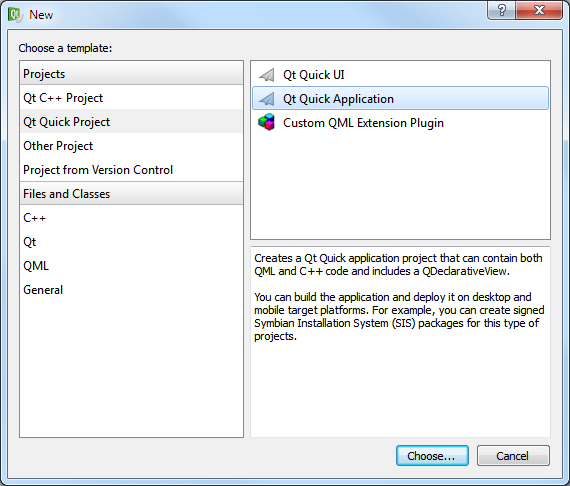 New
Choose a template:
Projects
Qt C++ Project
Qt Quick Project
Other Project
Project from Version Control
Files and Classes
C++
Qt
QML
General
Qt Quick UI
Qt Quick Application
Custom QML Extension Plugin
Creates a Qt Quick application project that can contain both
QML and C++ code and includes a QDeclarativeView.
You can build the application and deploy it on desktop and
mobile target platforms. For example, you can create signed
Symbian Installation System (SIS) packages for this type of
projects.
Choose...
Cancel